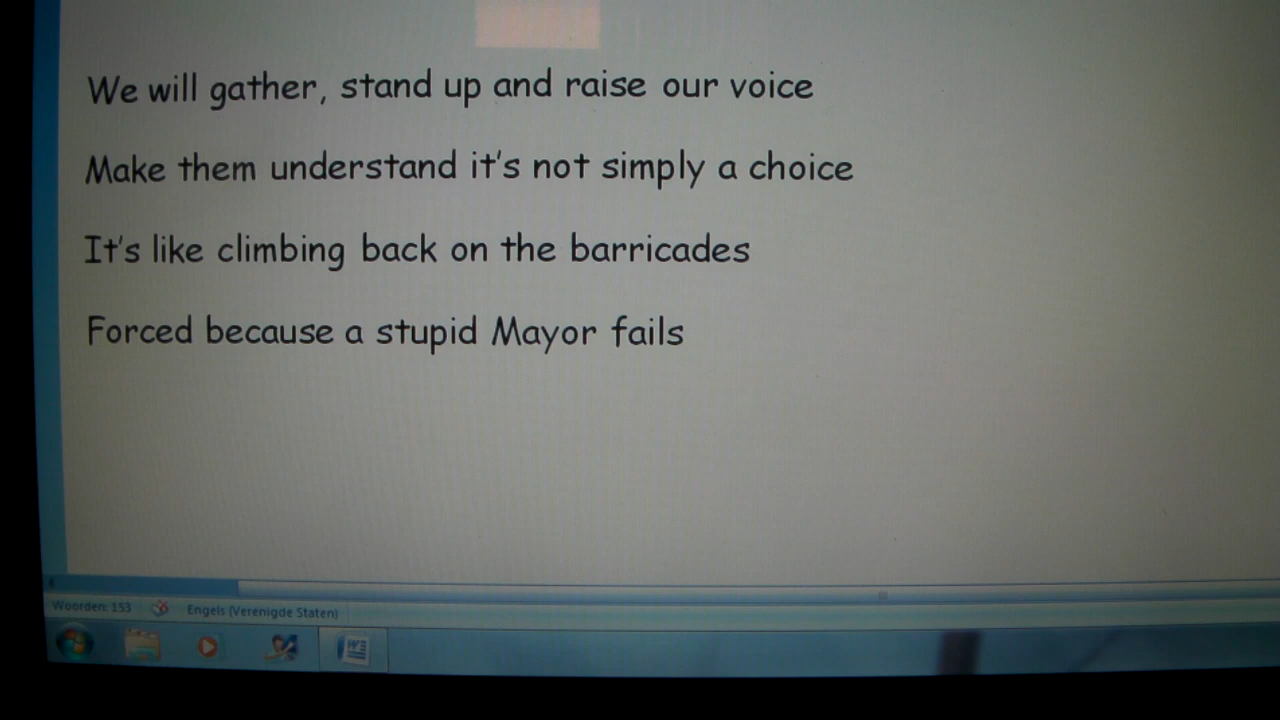 We will gather, stand up and raise our voice
Make them understand it's not simply a choice
It's like climbing back on the barricades
Forced because a stupid Mayor fails
Woorden: 153 Engels (Verenigde Staten)